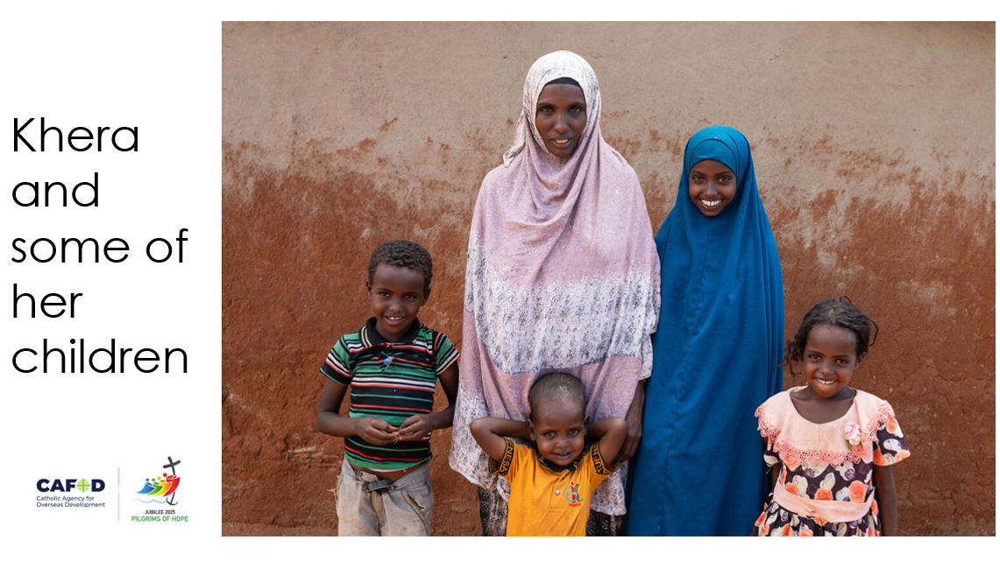 Khera
and
some of
her
children
CAFOD
Catholic Agency for
Overseas Development
JUBILEE 2025
PILGRIMS OF HOPE